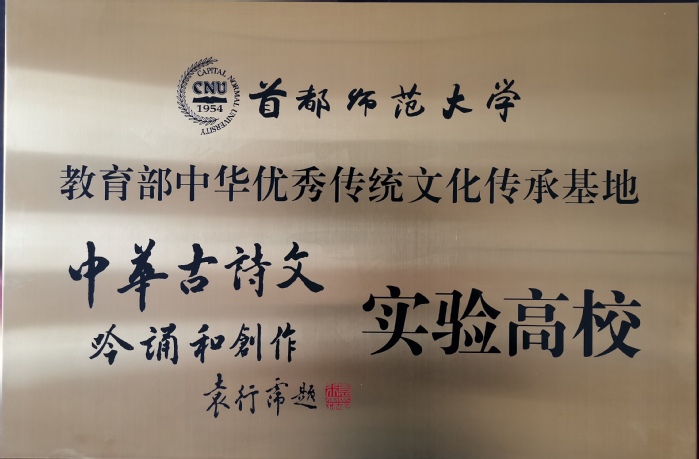 CAPITAL NORMAL UNIVERSITY
CNU
1954
首都师范大学
教育部中华优秀传统文化传承基地
中華古詩文
吟誦和創作
实验高校
袁行霈題